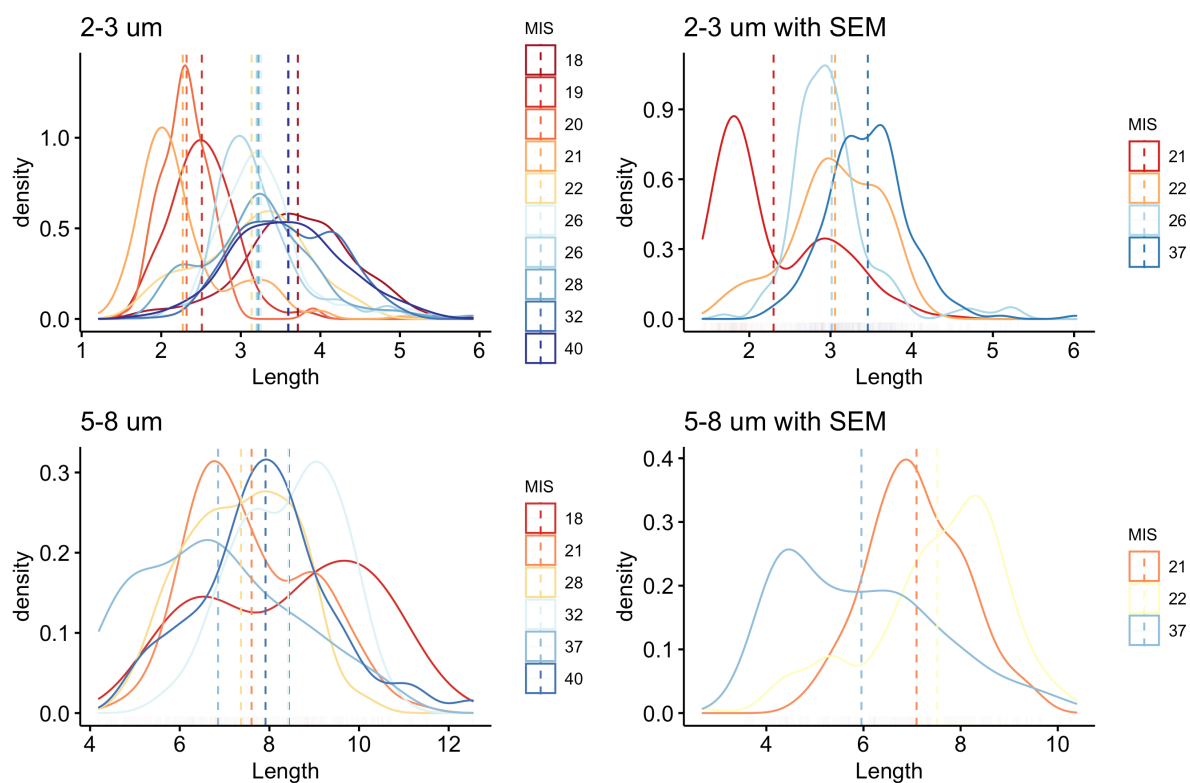 2-3 um
density
1.0
0.5
0.0
1 2 3 4 5 6
Length
MIS
18
19
20
21
22
26
26
28
32
40
2-3 um with SEM
density
0.9
0.6
0.3
0.0
2 3 4 5 6
Length
MIS
21
22
26
37
5-8 um
density
0.3
0.2
0.1
0.0
4 6 8 10 12
Length
MIS
18
21
28
32
37
40
5-8 um with SEM
density
0.4
0.3
0.2
0.1
0.0
4 6 8 10
Length
MIS
21
22
37